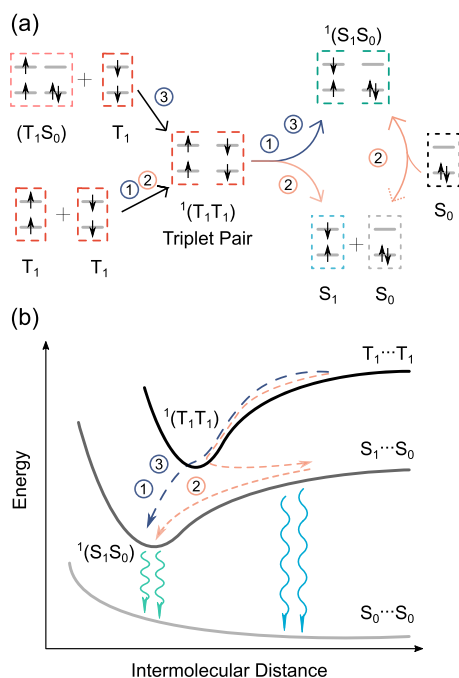 (a)
¹(S₁S₀)
+
③
(T₁S₀)
T₁
① ③
②
②
① ②
¹(T₁T₁)
Triplet Pair
S₀
+
T₁
T₁
+
S₁
S₀
(b)
T₁···T₁
¹(T₁T₁)
Energy
③
①
②
S₁···S₀
¹(S₁S₀)
S₀···S₀
Intermolecular Distance